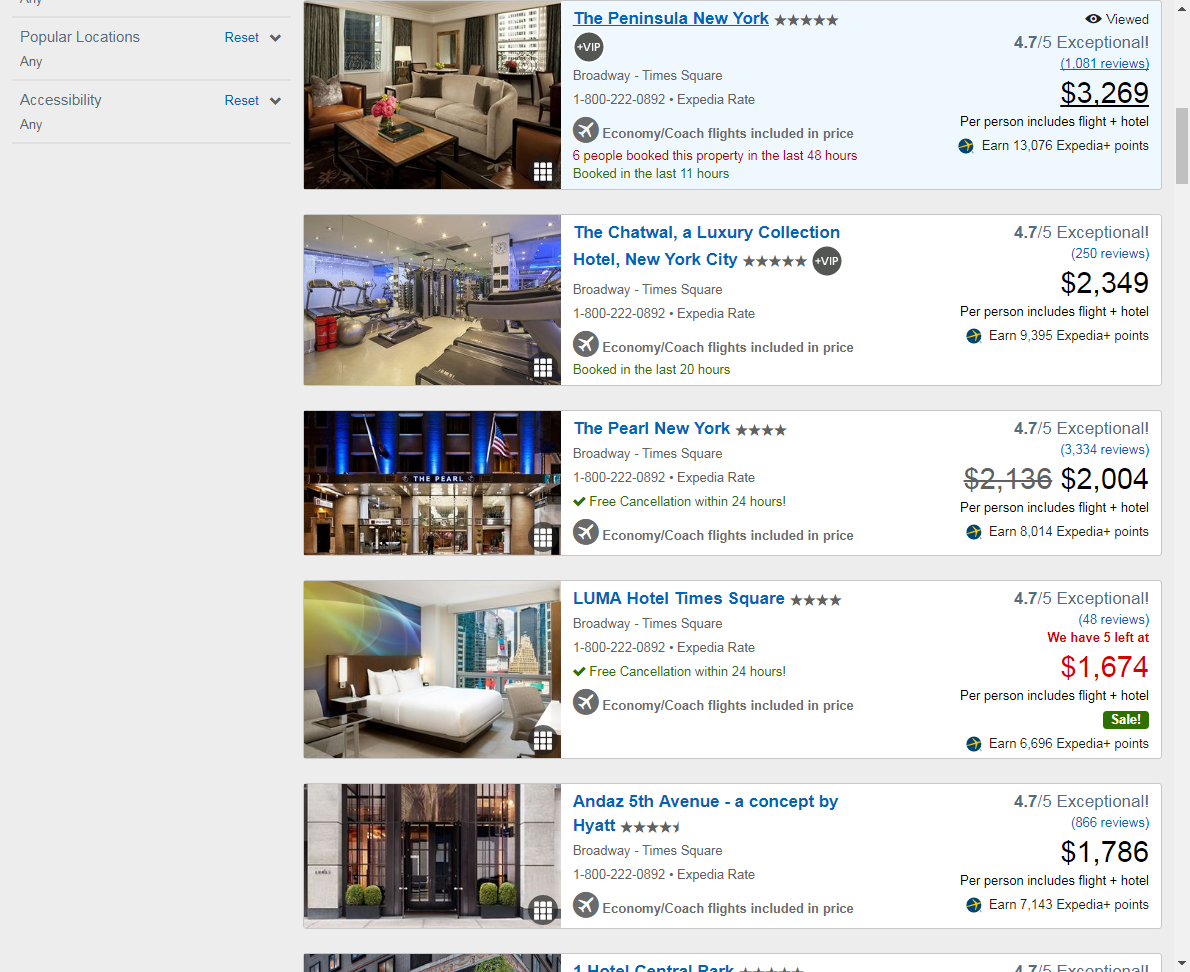 Any
Popular Locations Reset
Any
Accessibility Reset
Any
The Peninsula New York
Viewed
+VIP
4.7/5 Exceptional!
(1,081 reviews)
Broadway - Times Square
$3,269
1-800-222-0892 • Expedia Rate
Per person includes flight + hotel
Economy/Coach flights included in price
Earn 13,076 Expedia+ points
6 people booked this property in the last 48 hours
Booked in the last 11 hours
The Chatwal, a Luxury Collection
Hotel, New York City +VIP
4.7/5 Exceptional!
(250 reviews)
Broadway - Times Square
$2,349
1-800-222-0892 • Expedia Rate
Per person includes flight + hotel
Economy/Coach flights included in price
Earn 9,395 Expedia+ points
Booked in the last 20 hours
THE PEARL
The Pearl New York
4.7/5 Exceptional!
(3,334 reviews)
Broadway - Times Square
1-800-222-0892 • Expedia Rate
$2,136 $2,004
Free Cancellation within 24 hours!
Per person includes flight + hotel
Economy/Coach flights included in price
Earn 8,014 Expedia+ points
LUMA Hotel Times Square
4.7/5 Exceptional!
(48 reviews)
Broadway - Times Square
We have 5 left at
1-800-222-0892 • Expedia Rate
$1,674
Free Cancellation within 24 hours!
Per person includes flight + hotel
Economy/Coach flights included in price
Sale!
Earn 6,696 Expedia+ points
Andaz 5th Avenue - a concept by
Hyatt
4.7/5 Exceptional!
(866 reviews)
Broadway - Times Square
$1,786
1-800-222-0892 • Expedia Rate
Per person includes flight + hotel
Economy/Coach flights included in price
Earn 7,143 Expedia+ points
1 Hotel Central Park
4.7/5 Exceptional!